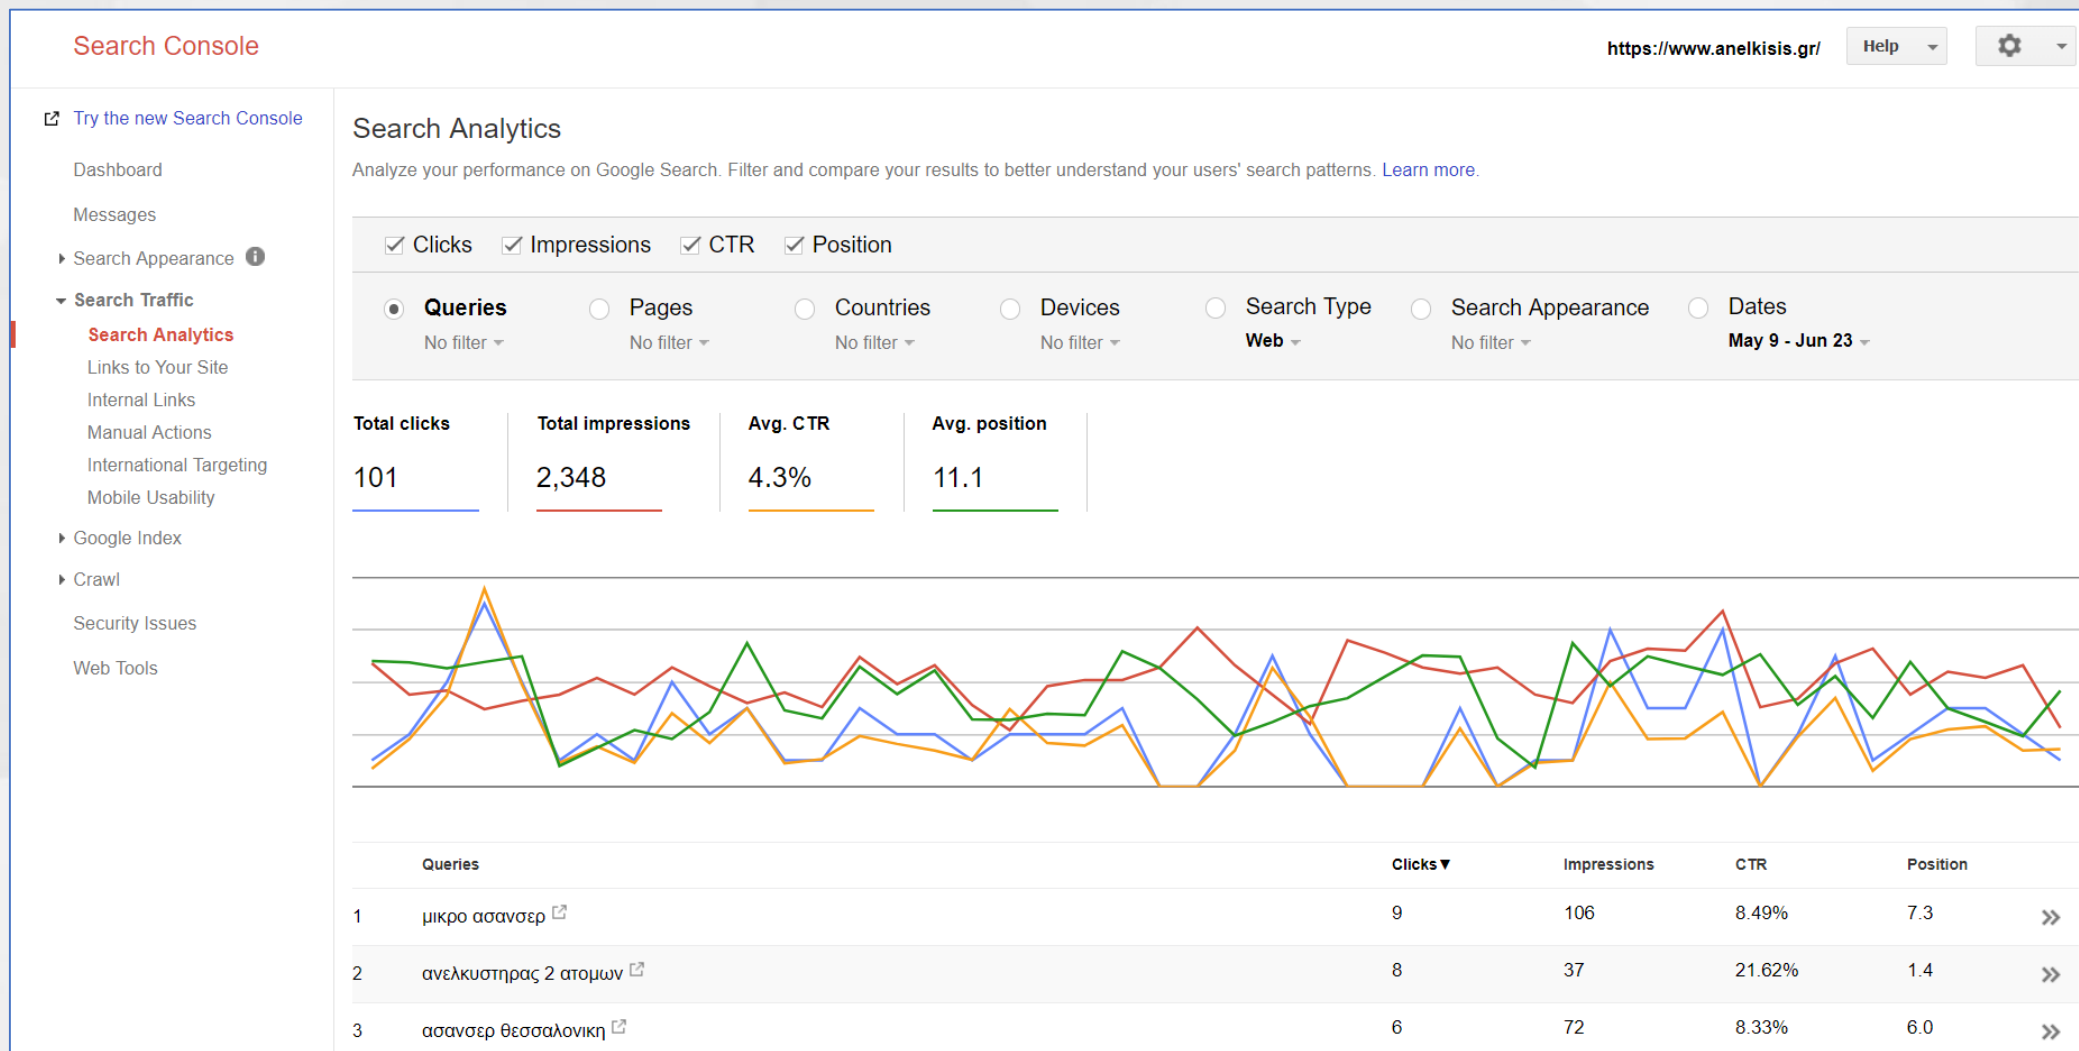 Search Console
https://www.anelkisis.gr/
Help
Try the new Search Console
Dashboard
Messages
Search Appearance
Search Traffic
Search Analytics
Links to Your Site
Internal Links
Manual Actions
International Targeting
Mobile Usability
Google Index
Crawl
Security Issues
Web Tools
Search Analytics
Analyze your performance on Google Search. Filter and compare your results to better understand your users' search patterns. Learn more.
Clicks Impressions CTR Position
Queries Pages Countries Devices Search Type Search Appearance Dates
No filter No filter No filter No filter Web No filter May 9 - Jun 23
Total clicks Total impressions Avg. CTR Avg. position
101 2,348 4.3% 11.1
Queries Clicks▼ Impressions CTR Position
1 μικρο ασανσερ 9 106 8.49% 7.3 »
2 ανελκυστηρας 2 ατομων 8 37 21.62% 1.4 »
3 ασανσερ θεσσαλονικη 6 72 8.33% 6.0 »